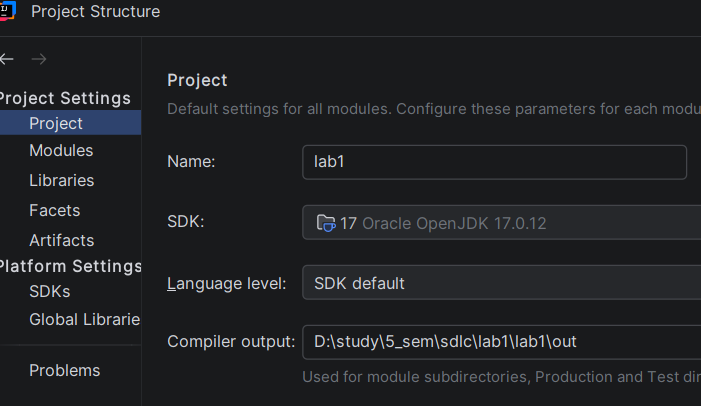 Project Structure
Project Settings
Project
Modules
Libraries
Facets
Artifacts
Platform Settings
SDKs
Global Librarie
Problems
Project
Default settings for all modules. Configure these parameters for each modu
Name: lab1
SDK: 17 Oracle OpenJDK 17.0.12
Language level: SDK default
Compiler output: D:\study\5_sem\sdlc\lab1\lab1\out
Used for module subdirectories, Production and Test dir